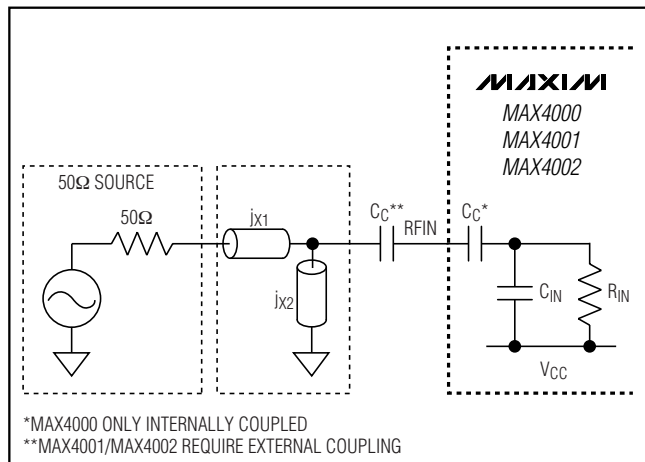 MAXIM
MAX4000
MAX4001
MAX4002
50Ω SOURCE
50Ω
jX1
jX2
CC**
RFIN
CC*
CIN
RIN
VCC
*MAX4000 ONLY INTERNALLY COUPLED
**MAX4001/MAX4002 REQUIRE EXTERNAL COUPLING